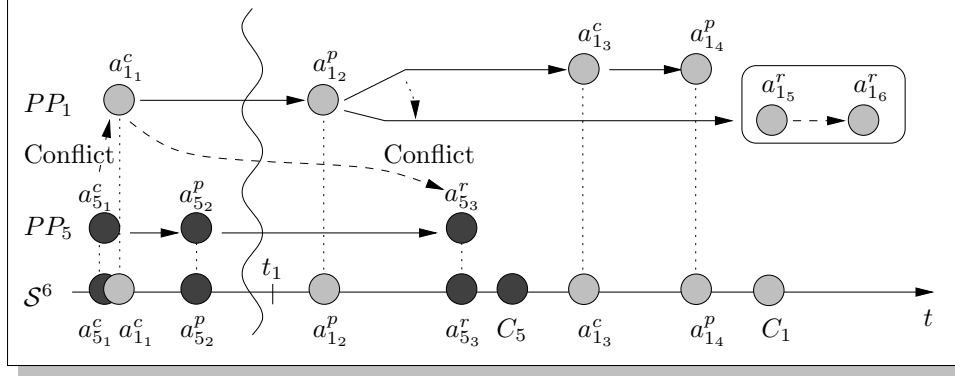 a^c_{1_1} a^p_{1_2} a^c_{1_3} a^p_{1_4}
PP_1 a^r_{1_5} a^r_{1_6}
Conflict Conflict
a^c_{5_1} a^p_{5_2} a^r_{5_3}
PP_5
t_1
S^6
a^c_{5_1} a^c_{1_1} a^p_{5_2} a^p_{1_2} a^r_{5_3} C_5 a^c_{1_3} a^p_{1_4} C_1 t